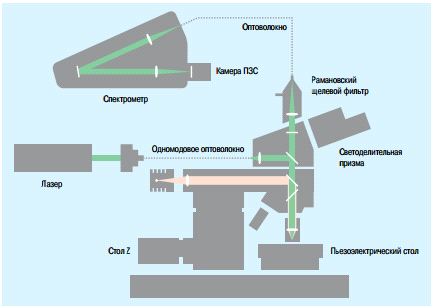 Оптоволокно
Камера ПЗС
Спектрометр
Рамановский
щелевой фильтр
Одномодовое оптоволокно
Светоделительная
призма
Лазер
Стол Z
Пьезоэлектрический стол